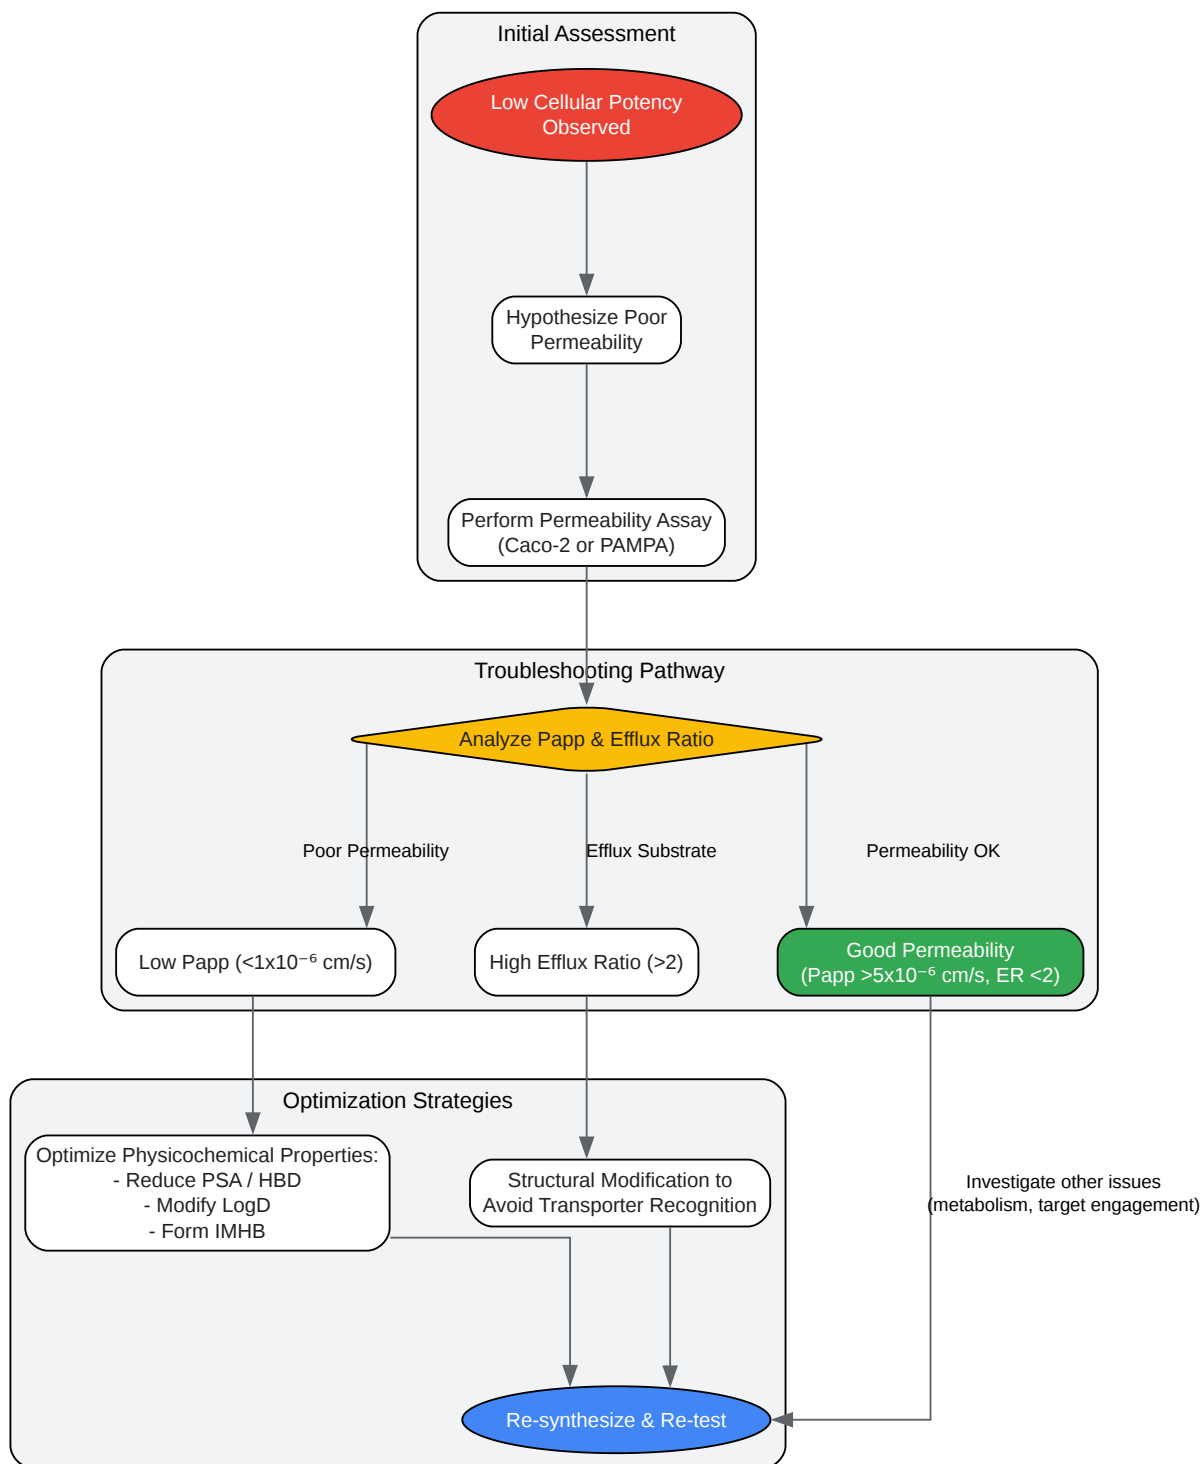 Initial Assessment
Low Cellular Potency
Observed
Hypothesize Poor
Permeability
Perform Permeability Assay
(Caco-2 or PAMPA)
Troubleshooting Pathway
Analyze Papp & Efflux Ratio
Poor Permeability
Efflux Substrate
Permeability OK
Low Papp (<1x10⁻⁶ cm/s)
High Efflux Ratio (>2)
Good Permeability
(Papp >5x10⁻⁶ cm/s, ER <2)
Optimization Strategies
Optimize Physicochemical Properties:
- Reduce PSA / HBD
- Modify LogD
- Form IMHB
Structural Modification to
Avoid Transporter Recognition
Investigate other issues
(metabolism, target engagement)
Re-synthesize & Re-test